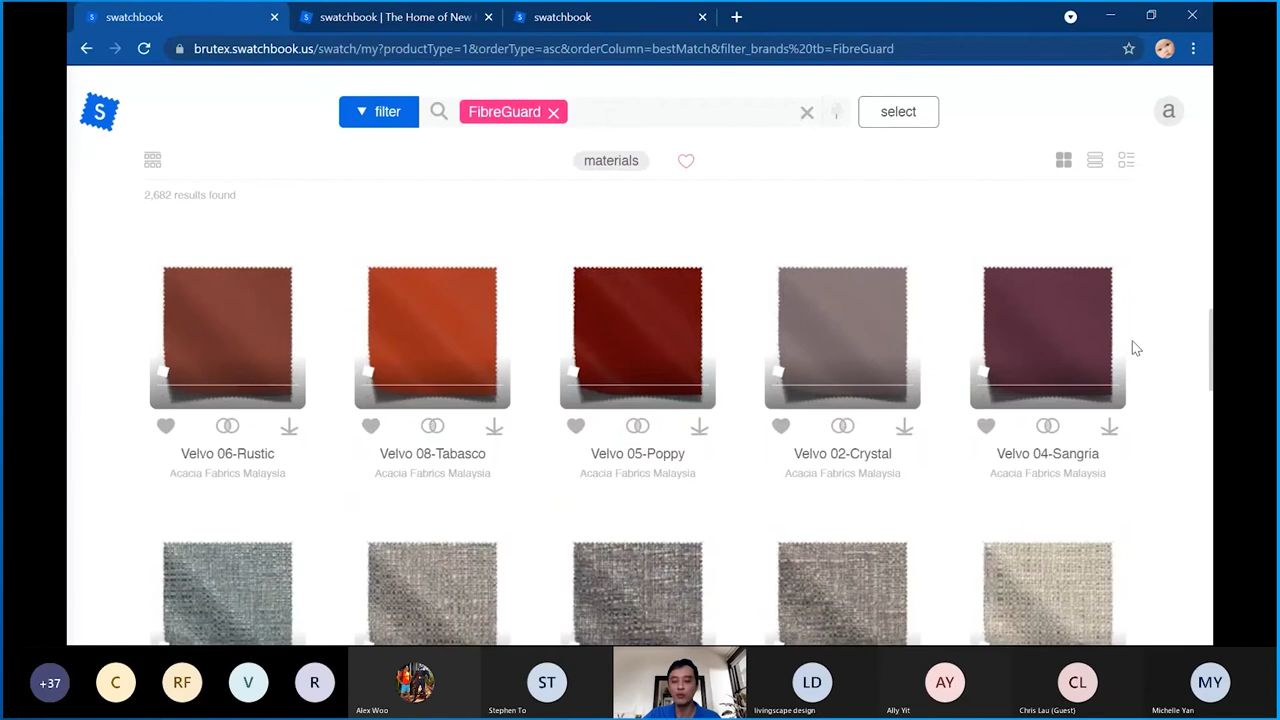 swatchbook
swatchbook | The Home of New
swatchbook
brutex.swatchbook.us/swatch/my?productType=1&orderType=asc&orderColumn=bestMatch&filter_brands%20tb=FibreGuard
S
filter
FibreGuard
select
a
materials
2,682 results found
Velvo 06-Rustic
Velvo 08-Tabasco
Velvo 05-Poppy
Velvo 02-Crystal
Velvo 04-Sangria
Acacia Fabrics Malaysia
Acacia Fabrics Malaysia
Acacia Fabrics Malaysia
Acacia Fabrics Malaysia
Acacia Fabrics Malaysia
+37
C
RF
V
R
ST
LD
AY
CL
MY
Alex Woo
Stephen To
livingscape design
Ally Yit
Chris Lau (Guest)
Michelle Yan